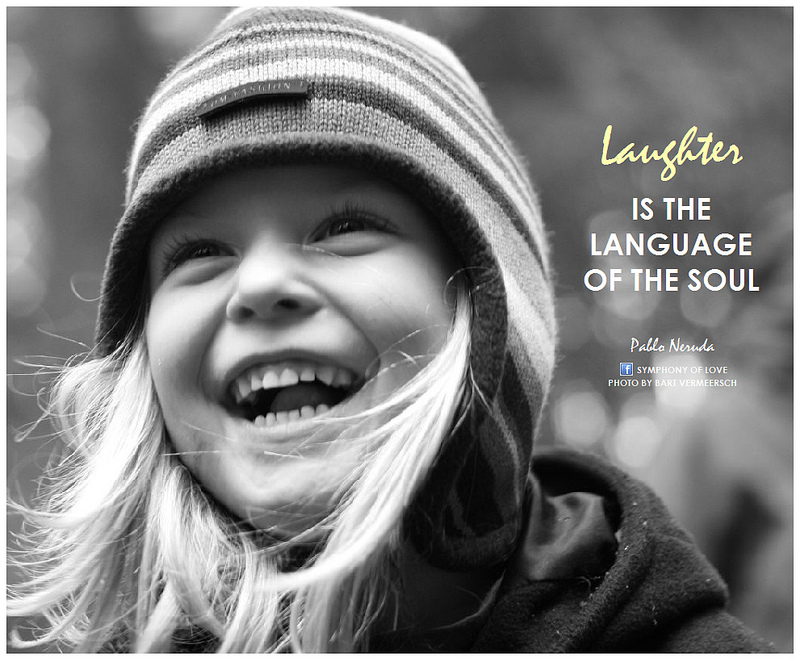 Laughter
IS THE
LANGUAGE
OF THE SOUL
Pablo Neruda
f SYMPHONY OF LOVE
PHOTO BY BART VERMEERSCH